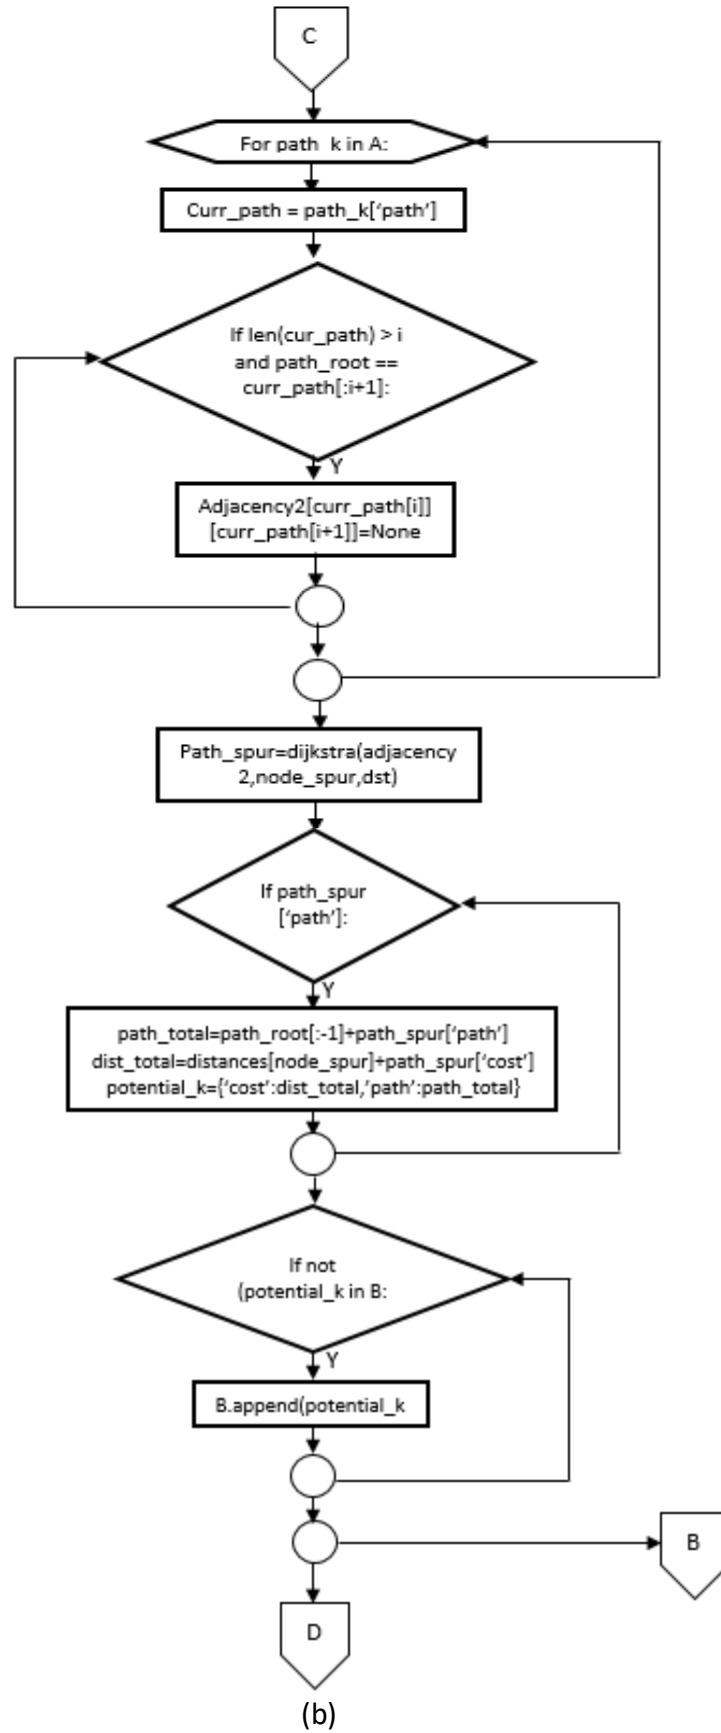 C
For path_k in A:
Curr_path = path_k[‘path’]
If len(cur_path) > i
and path_root ==
curr_path[:i+1]:
Y
Adjacency2[curr_path[i]]
[curr_path[i+1]]=None
Path_spur=dijkstra(adjacency
2,node_spur,dst)
If path_spur
[‘path’]:
Y
path_total=path_root[:-1]+path_spur[‘path’]
dist_total=distances[node_spur]+path_spur[‘cost’]
potential_k={‘cost’:dist_total,’path’:path_total}
If not
(potential_k in B:
Y
B.append(potential_k
B
D
(b)